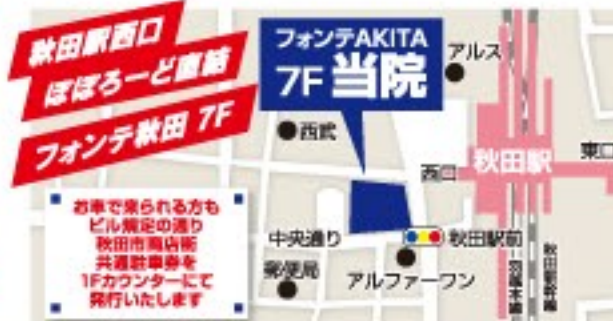 秋田駅西口
ぽぽろーど直結
フォンテ秋田 7F
フォンテAKITA
7F 当院
アルス
西武
西口
秋田駅
東口
中央通り
秋田駅前
郵便局
アルファーワン
羽越本線
秋田新幹線
お車で来られる方も
ビル規定の通り
秋田市商店街
共通駐車券を
1Fカウンターにて
発行いたします